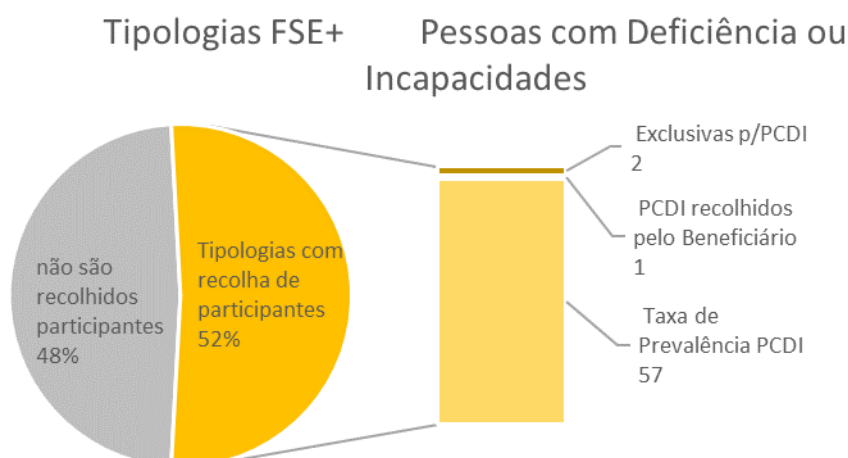 Tipologias FSE+ Pessoas com Deficiência ou
Incapacidades
não são
recolhidos
participantes
48%
Tipologias com
recolha de
participantes
52%
Exclusivas p/PCDI
2
PCDI recolhidos
pelo Beneficiário
1
Taxa de
Prevalência PCDI
57